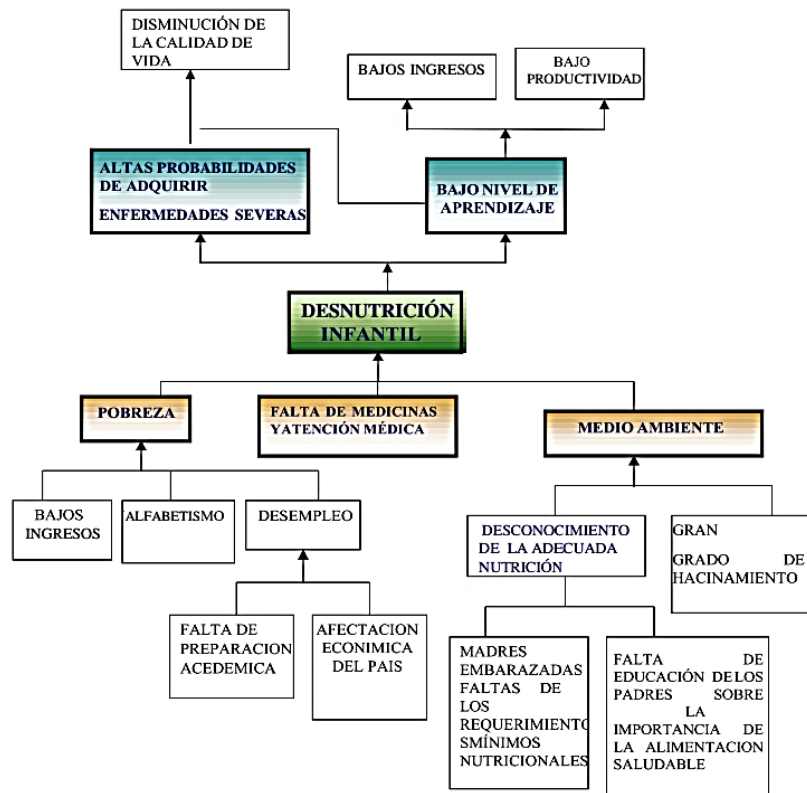 DISMINUCIÓN DE
LA CALIDAD DE
VIDA
BAJOS INGRESOS
BAJO
PRODUCTIVIDAD
ALTAS PROBABILIDADES
DE ADQUIRIR
ENFERMEDADES SEVERAS
BAJO NIVEL DE
APRENDIZAJE
DESNUTRICIÓN
INFANTIL
POBREZA
FALTA DE MEDICINAS
YATENCIÓN MÉDICA
MEDIO AMBIENTE
BAJOS
INGRESOS
ALFABETISMO
DESEMPLEO
DESCONOCIMIENTO
DE LA ADECUADA
NUTRICIÓN
GRAN
GRADO DE
HACINAMIENTO
FALTA DE
PREPARACION
ACEDEMICA
AFECTACION
ECONIMICA
DEL PAIS
MADRES
EMBARAZADAS
FALTAS DE
LOS
REQUERIMIENTO
SMÍNIMOS
NUTRICIONALES
FALTA DE
EDUCACIÓN DE LOS
PADRES SOBRE
LA
IMPORTANCIA DE
LA ALIMENTACION
SALUDABLE